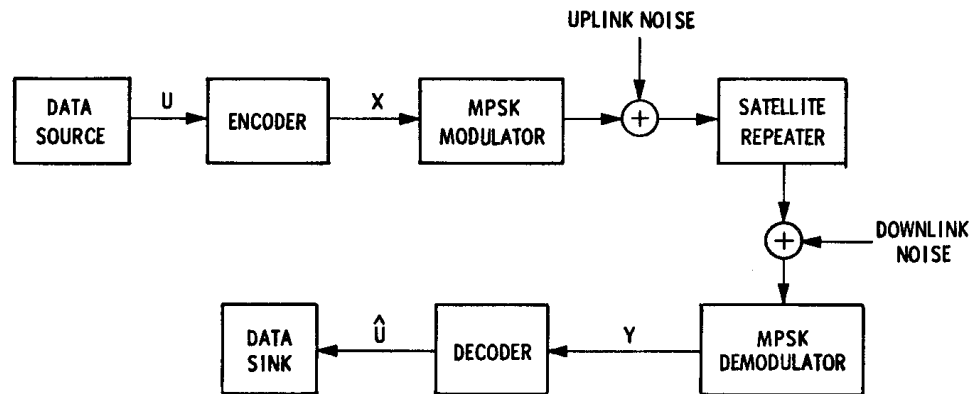 UPLINK NOISE
DATA
SOURCE
U
ENCODER
X
MPSK
MODULATOR
+
SATELLITE
REPEATER
+
DOWNLINK
NOISE
DATA
SINK
Û
DECODER
Y
MPSK
DEMODULATOR